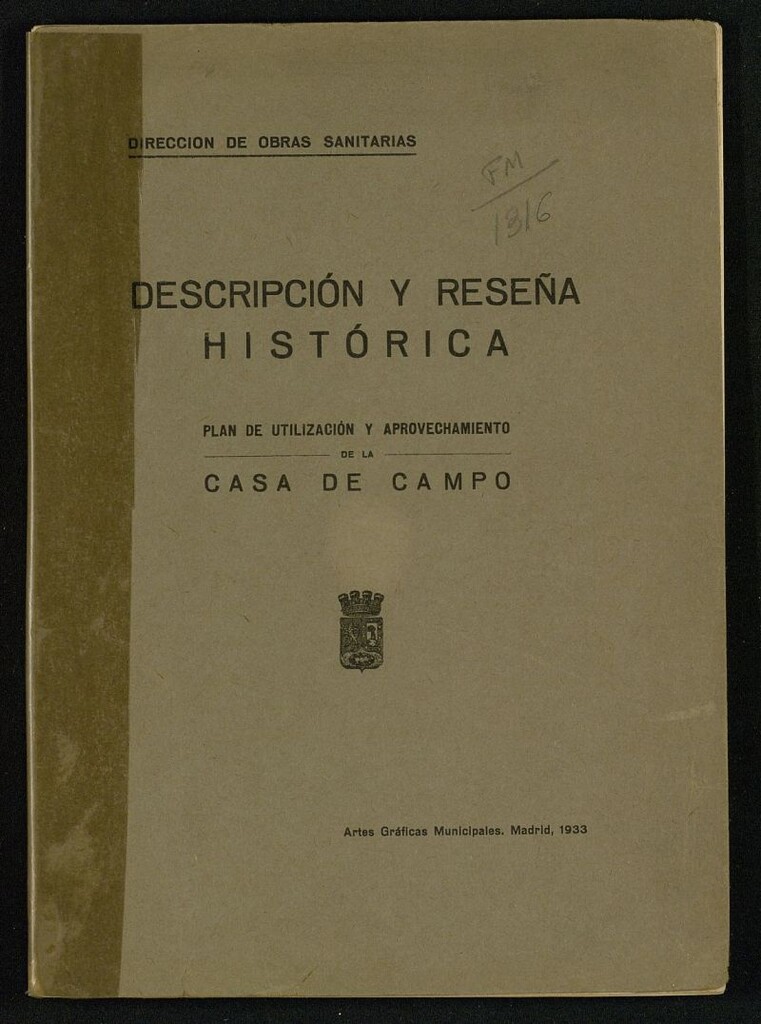 DIRECCION DE OBRAS SANITARIAS
FM
1316
DESCRIPCIÓN Y RESEÑA
HISTÓRICA
PLAN DE UTILIZACIÓN Y APROVECHAMIENTO
DE LA
CASA DE CAMPO
Artes Gráficas Municipales. Madrid, 1933